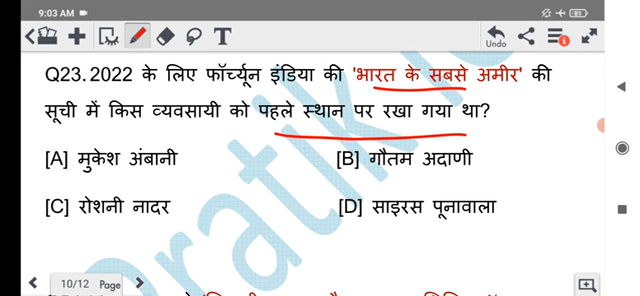 9:03 AM
81
T
Undo
Q23. 2022 के लिए फॉर्च्यून इंडिया की 'भारत के सबसे अमीर' की
सूची में किस व्यवसायी को पहले स्थान पर रखा गया था?
[A] मुकेश अंबानी [B] गौतम अदाणी
[C] रोशनी नादर [D] साइरस पूनावाला
10/12 Page